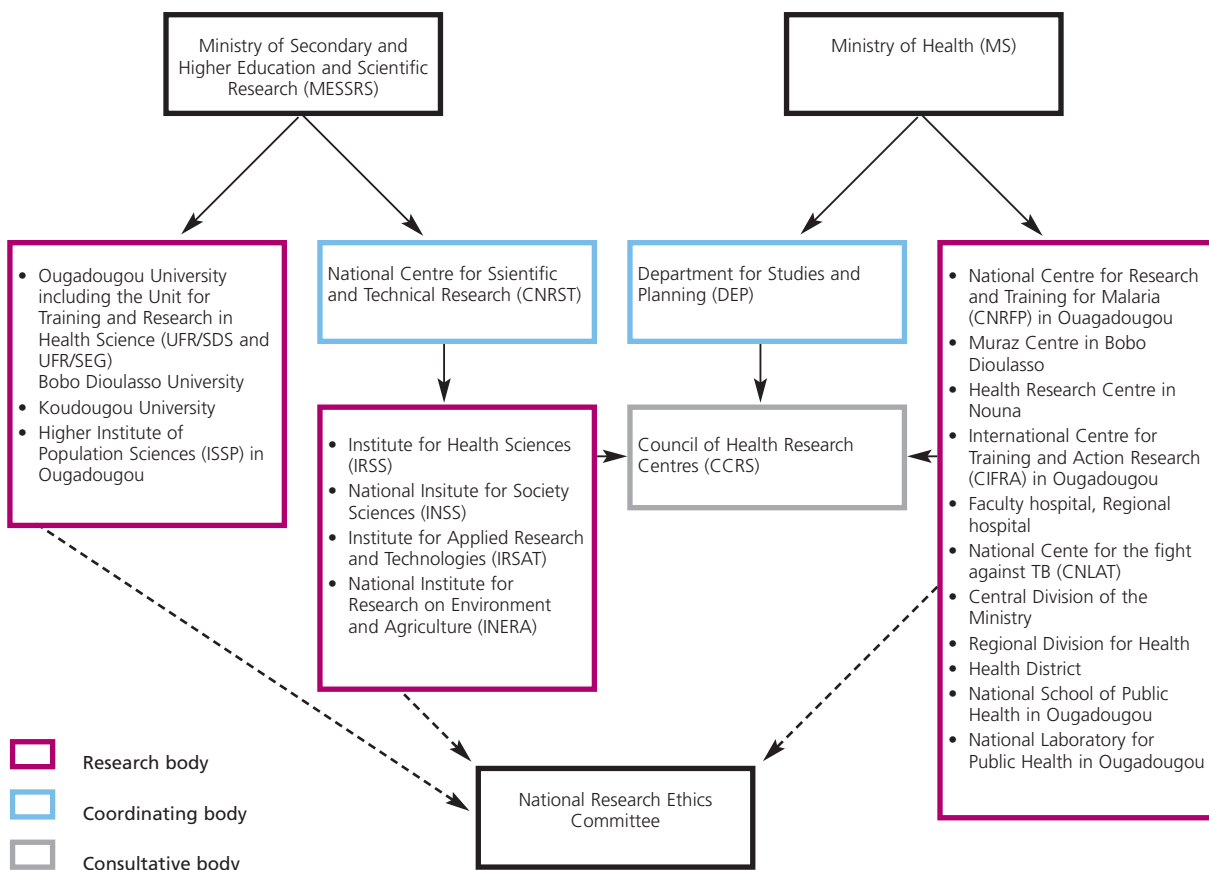 Ministry of Secondary and
Higher Education and Scientific
Research (MESSRS)
Ministry of Health (MS)
• Ougadougou University
including the Unit for
Training and Research in
Health Science (UFR/SDS and
UFR/SEG)
Bobo Dioulasso University
• Koudougou University
• Higher Institute of
Population Sciences (ISSP) in
Ougadougou
National Centre for Ssientific
and Technical Research (CNRST)
Department for Studies and
Planning (DEP)
• National Centre for Research
and Training for Malaria
(CNRFP) in Ouagadougou
• Muraz Centre in Bobo
Dioulasso
• Health Research Centre in
Nouna
• International Centre for
Training and Action Research
(CIFRA) in Ougadougou
• Faculty hospital, Regional
hospital
• National Cente for the fight
against TB (CNLAT)
• Central Division of the
Ministry
• Regional Division for Health
• Health District
• National School of Public
Health in Ougadougou
• National Laboratory for
Public Health in Ougadougou
• Institute for Health Sciences
(IRSS)
• National Insitute for Society
Sciences (INSS)
• Institute for Applied Research
and Technologies (IRSAT)
• National Institute for
Research on Environment
and Agriculture (INERA)
Council of Health Research
Centres (CCRS)
National Research Ethics
Committee
Research body
Coordinating body
Consultative body